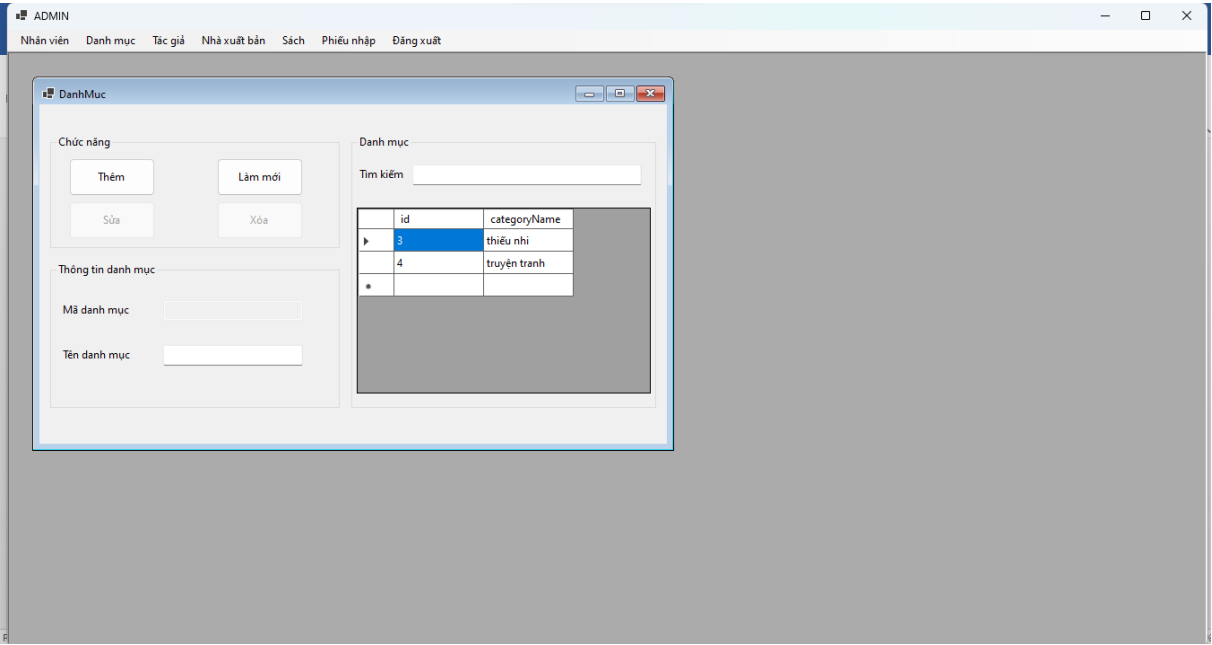 ADMIN
Nhân viên Danh mục Tác giả Nhà xuất bản Sách Phiếu nhập Đăng xuất
DanhMuc
Chức năng
Thêm Làm mới
Sửa Xóa
Thông tin danh mục
Mã danh mục
Tên danh mục
Danh mục
Tìm kiếm
id categoryName
3 thiếu nhi
4 truyện tranh